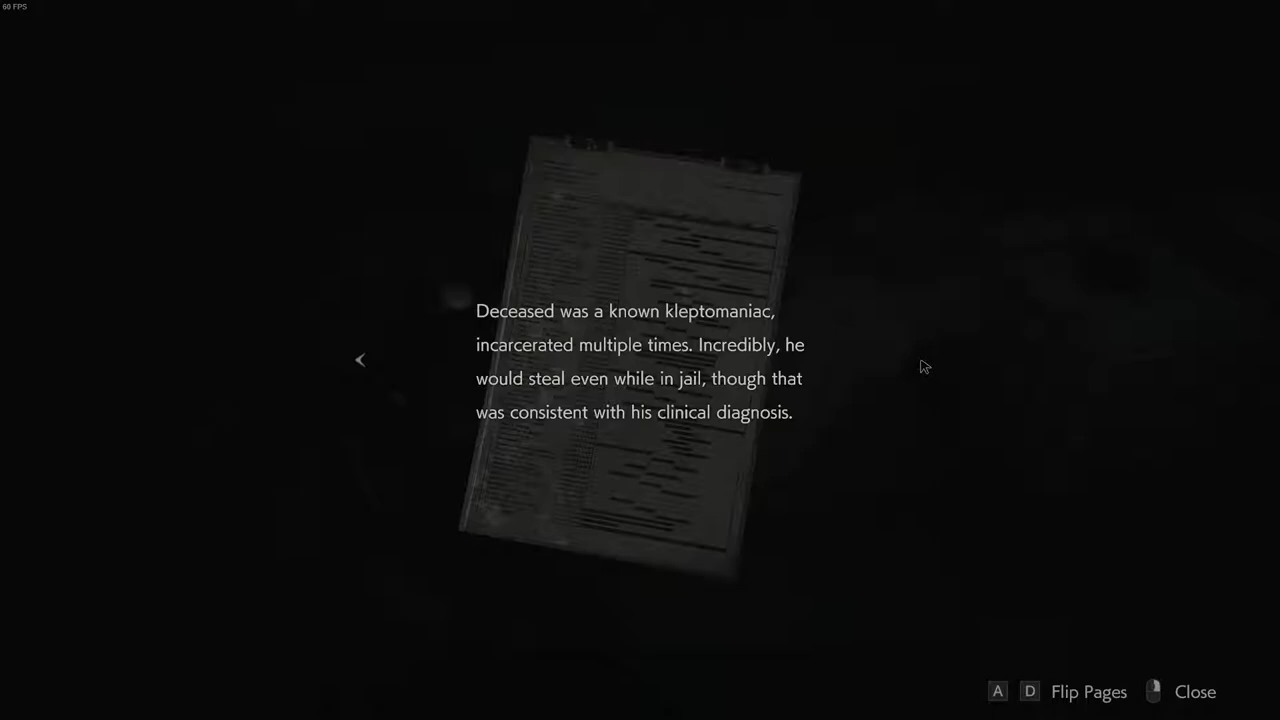 60 FPS
Deceased was a known kleptomaniac,
incarcerated multiple times. Incredibly, he
would steal even while in jail, though that
was consistent with his clinical diagnosis.
A D Flip Pages Close